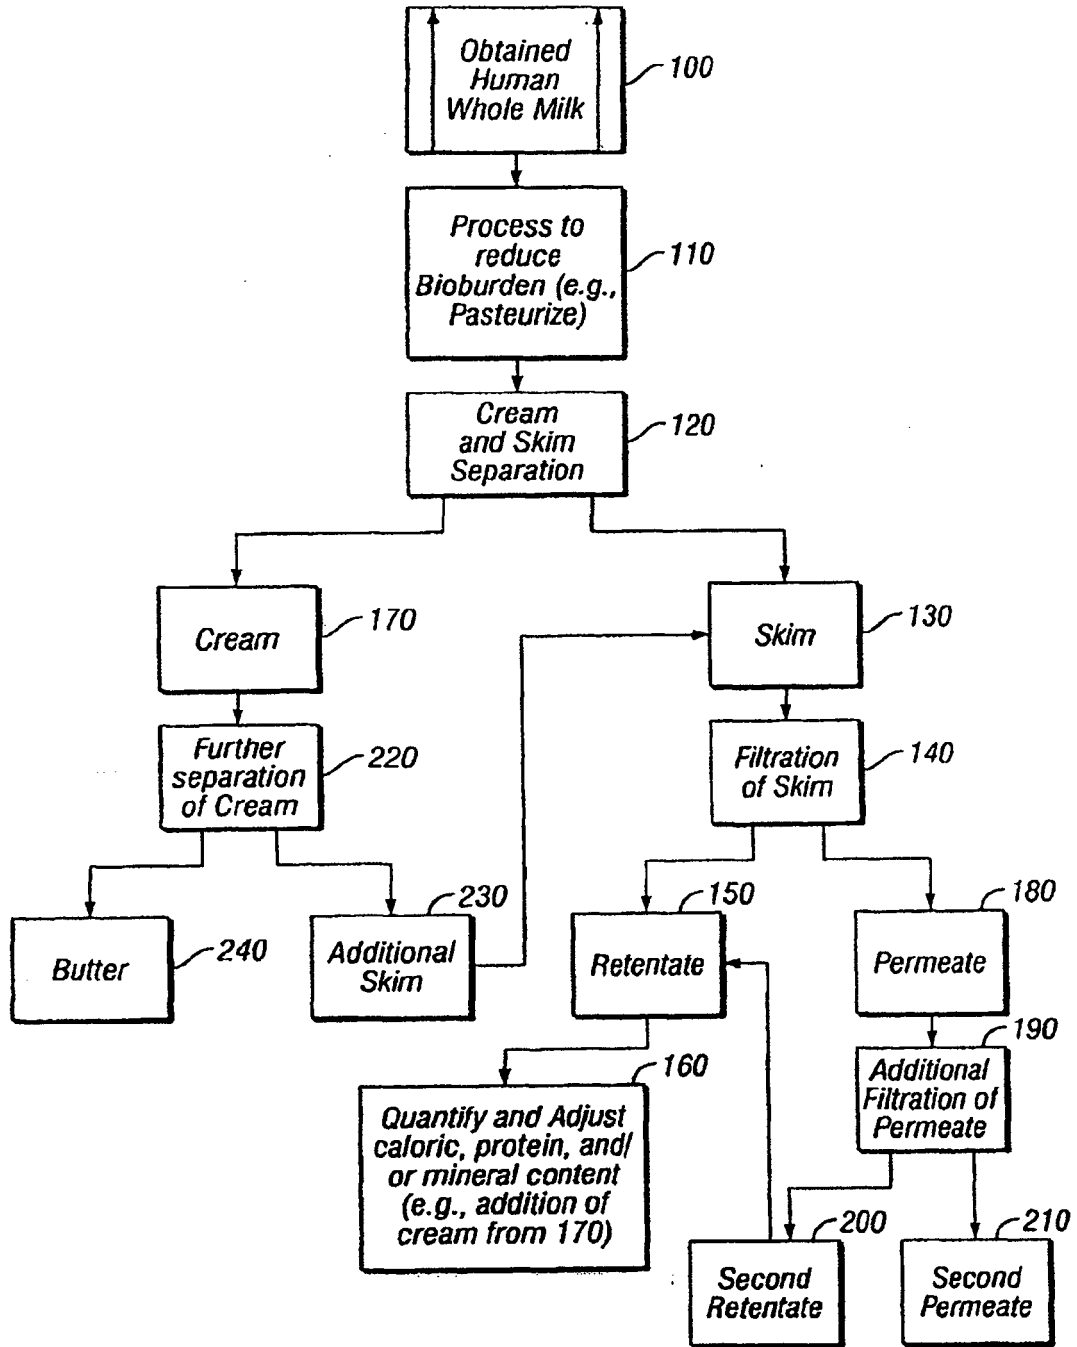 Obtained
Human
Whole Milk
100
Process to
reduce
Bioburden (e.g.,
Pasteurize)
110
Cream
and Skim
Separation
120
Cream
170
Skim
130
Further
separation
of Cream
220
Filtration
of Skim
140
Butter
240
Additional
Skim
230
Retentate
150
Permeate
180
Additional
Filtration of
Permeate
190
Quantify and Adjust
caloric, protein, and/
or mineral content
(e.g., addition of
cream from 170)
160
Second
Retentate
200
Second
Permeate
210